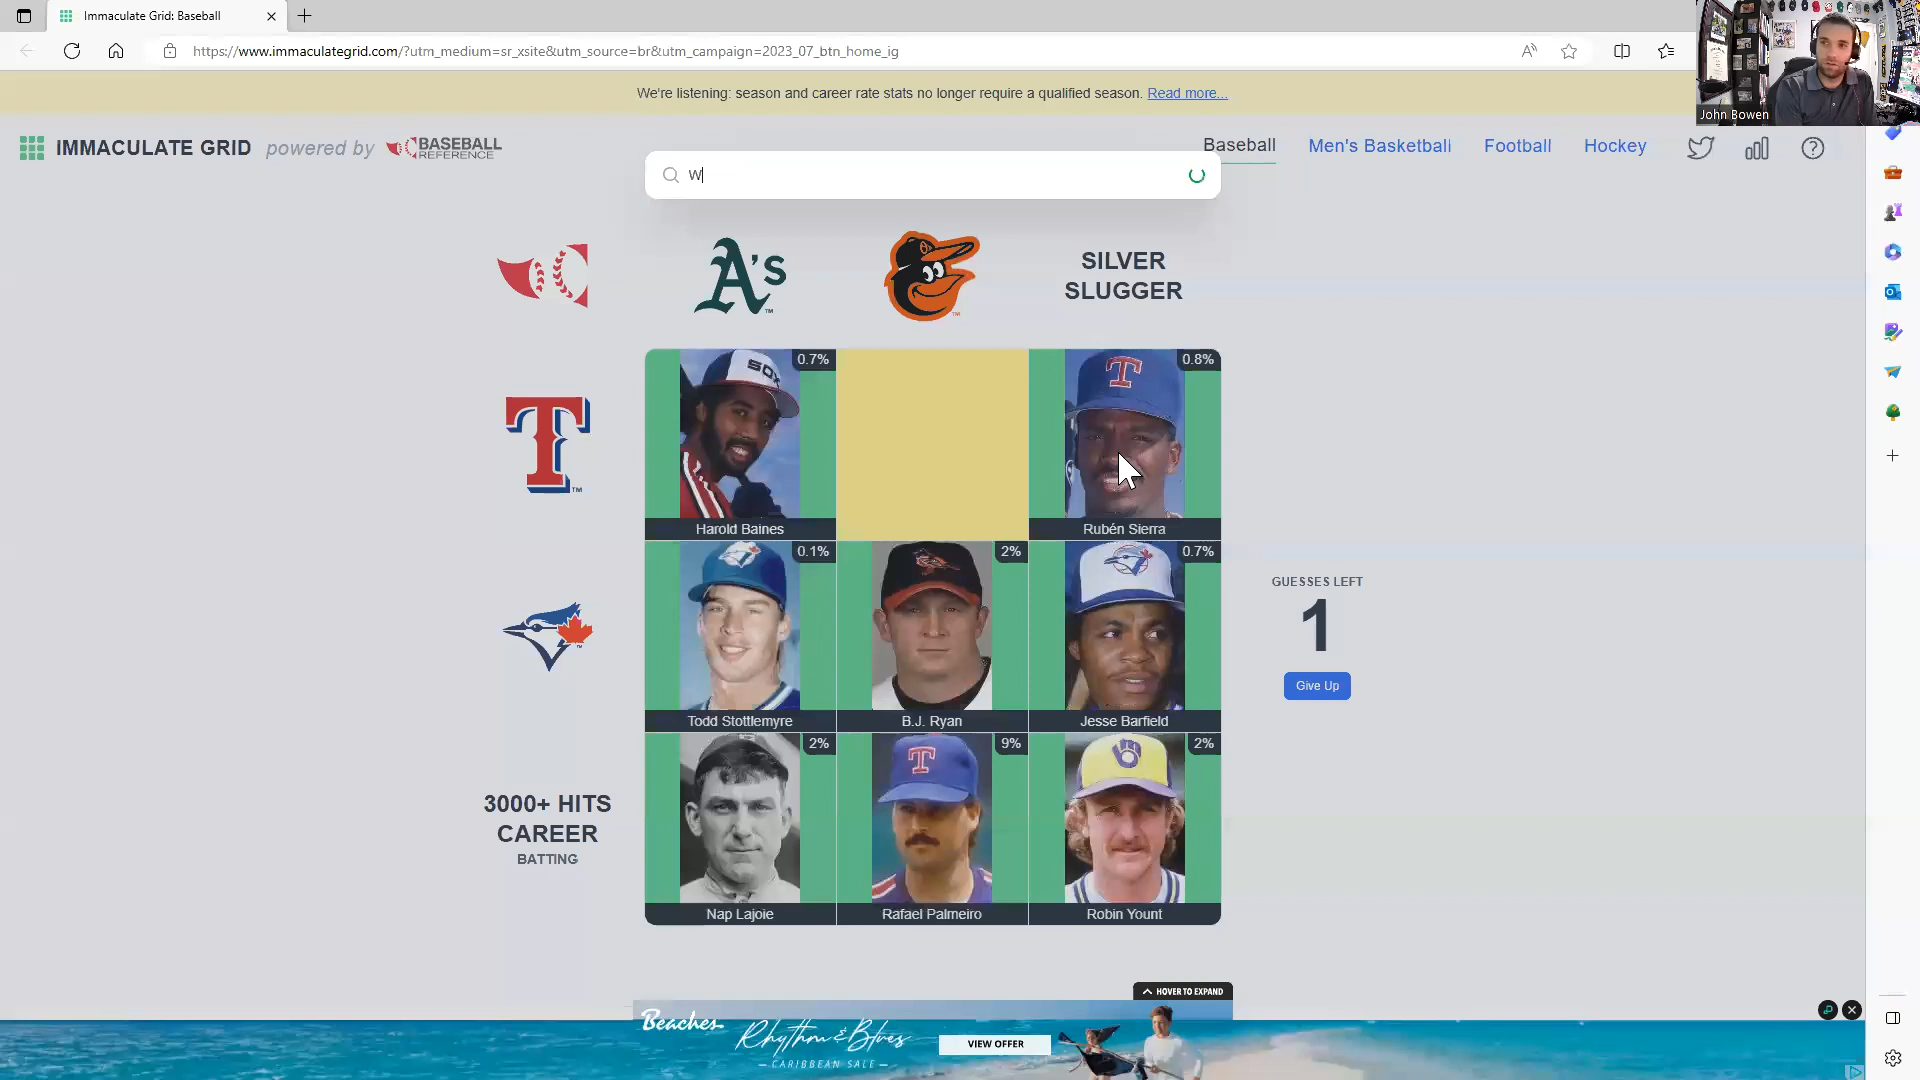 Immaculate Grid: Baseball
https://www.immaculategrid.com/?utm_medium=sr_xsite&utm_source=br&utm_campaign=2023_07_btn_home_ig
John Bowen
We're listening: season and career rate stats no longer require a qualified season. Read more...
IMMACULATE GRID powered by BASEBALL REFERENCE
Baseball Men's Basketball Football Hockey
W
A's
SILVER
SLUGGER
T
0.7%
0.8%
Harold Baines
Rubén Sierra
0.1%
2%
0.7%
Todd Stottlemyre
B.J. Ryan
Jesse Barfield
GUESSES LEFT
1
Give Up
3000+ HITS
CAREER
BATTING
2%
9%
2%
Nap Lajoie
Rafael Palmeiro
Robin Yount
HOVER TO EXPAND
Beaches
Rhythm & Blues
CARIBBEAN SALE
VIEW OFFER